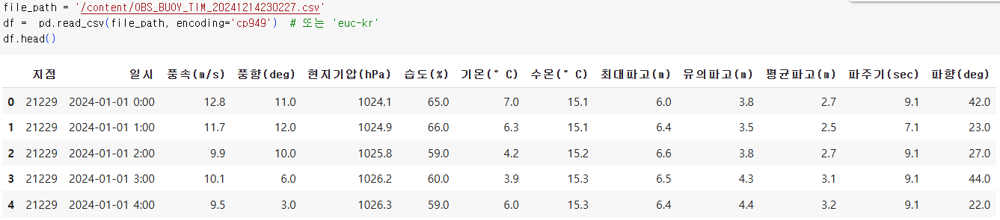 file_path = '/content/OBS_BUOY_TIM_20241214230227.csv'
df =  pd.read_csv(file_path, encoding='cp949')  # 또는 'euc-kr'
df.head()
지점 일시 풍속(m/s) 풍향(deg) 현지기압(hPa) 습도(%) 기온(°C) 수온(°C) 최대파고(m) 유의파고(m) 평균파고(m) 파주기(sec) 파향(deg)
0 21229 2024-01-01 0:00 12.8 11.0 1024.1 65.0 7.0 15.1 6.0 3.8 2.7 9.1 42.0
1 21229 2024-01-01 1:00 11.7 12.0 1024.9 66.0 6.3 15.1 6.4 3.5 2.5 7.1 23.0
2 21229 2024-01-01 2:00 9.9 10.0 1025.8 59.0 4.2 15.2 6.6 3.8 2.7 9.1 27.0
3 21229 2024-01-01 3:00 10.1 6.0 1026.2 60.0 3.9 15.3 6.5 4.3 3.1 9.1 44.0
4 21229 2024-01-01 4:00 9.5 3.0 1026.3 59.0 6.0 15.3 6.4 4.4 3.2 9.1 22.0